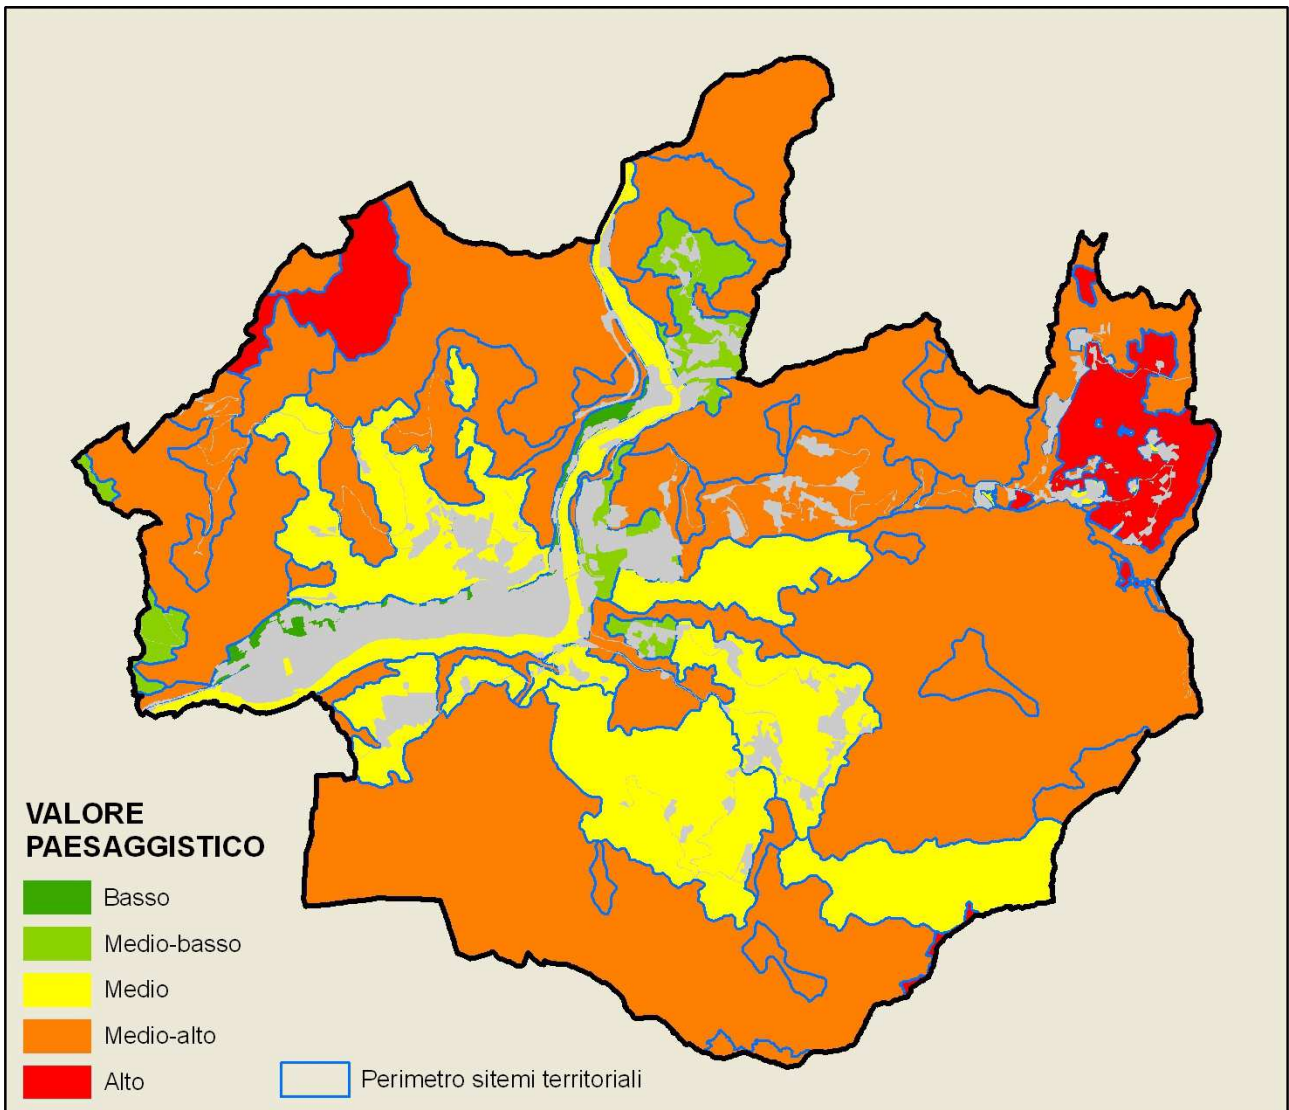 VALORE
PAESAGGISTICO
Basso
Medio-basso
Medio
Medio-alto
Alto
Perimetro sitemi territoriali